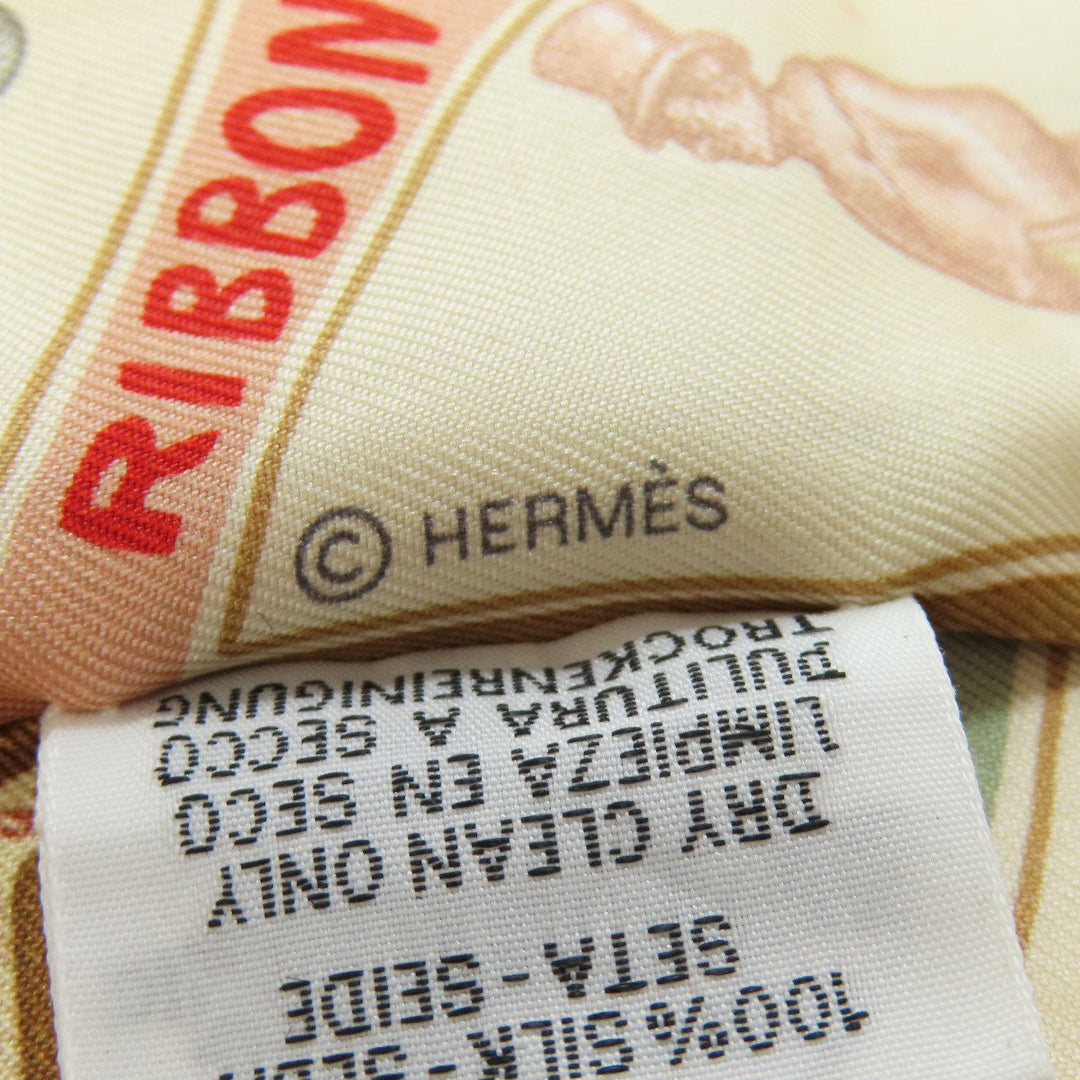 RIBBON
© HERMÈS
100% SILK -
SETA - SEIDE
DRY CLEAN ONLY
LIMPIEZA EN SECO
PULITURA A SECCO
TROCKENREINIGUNG